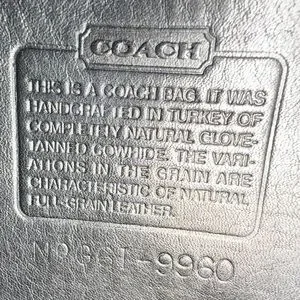 COACH
THIS IS A COACH BAG. IT WAS
HANDCRAFTED IN TURKEY OF
COMPLETELY NATURAL GLOVE-
TANNED COWHIDE. THE VARI-
ATIONS IN THE GRAIN ARE
CHARACTERISTIC OF NATURAL
FULL-GRAIN LEATHER.
NO G6T-9960